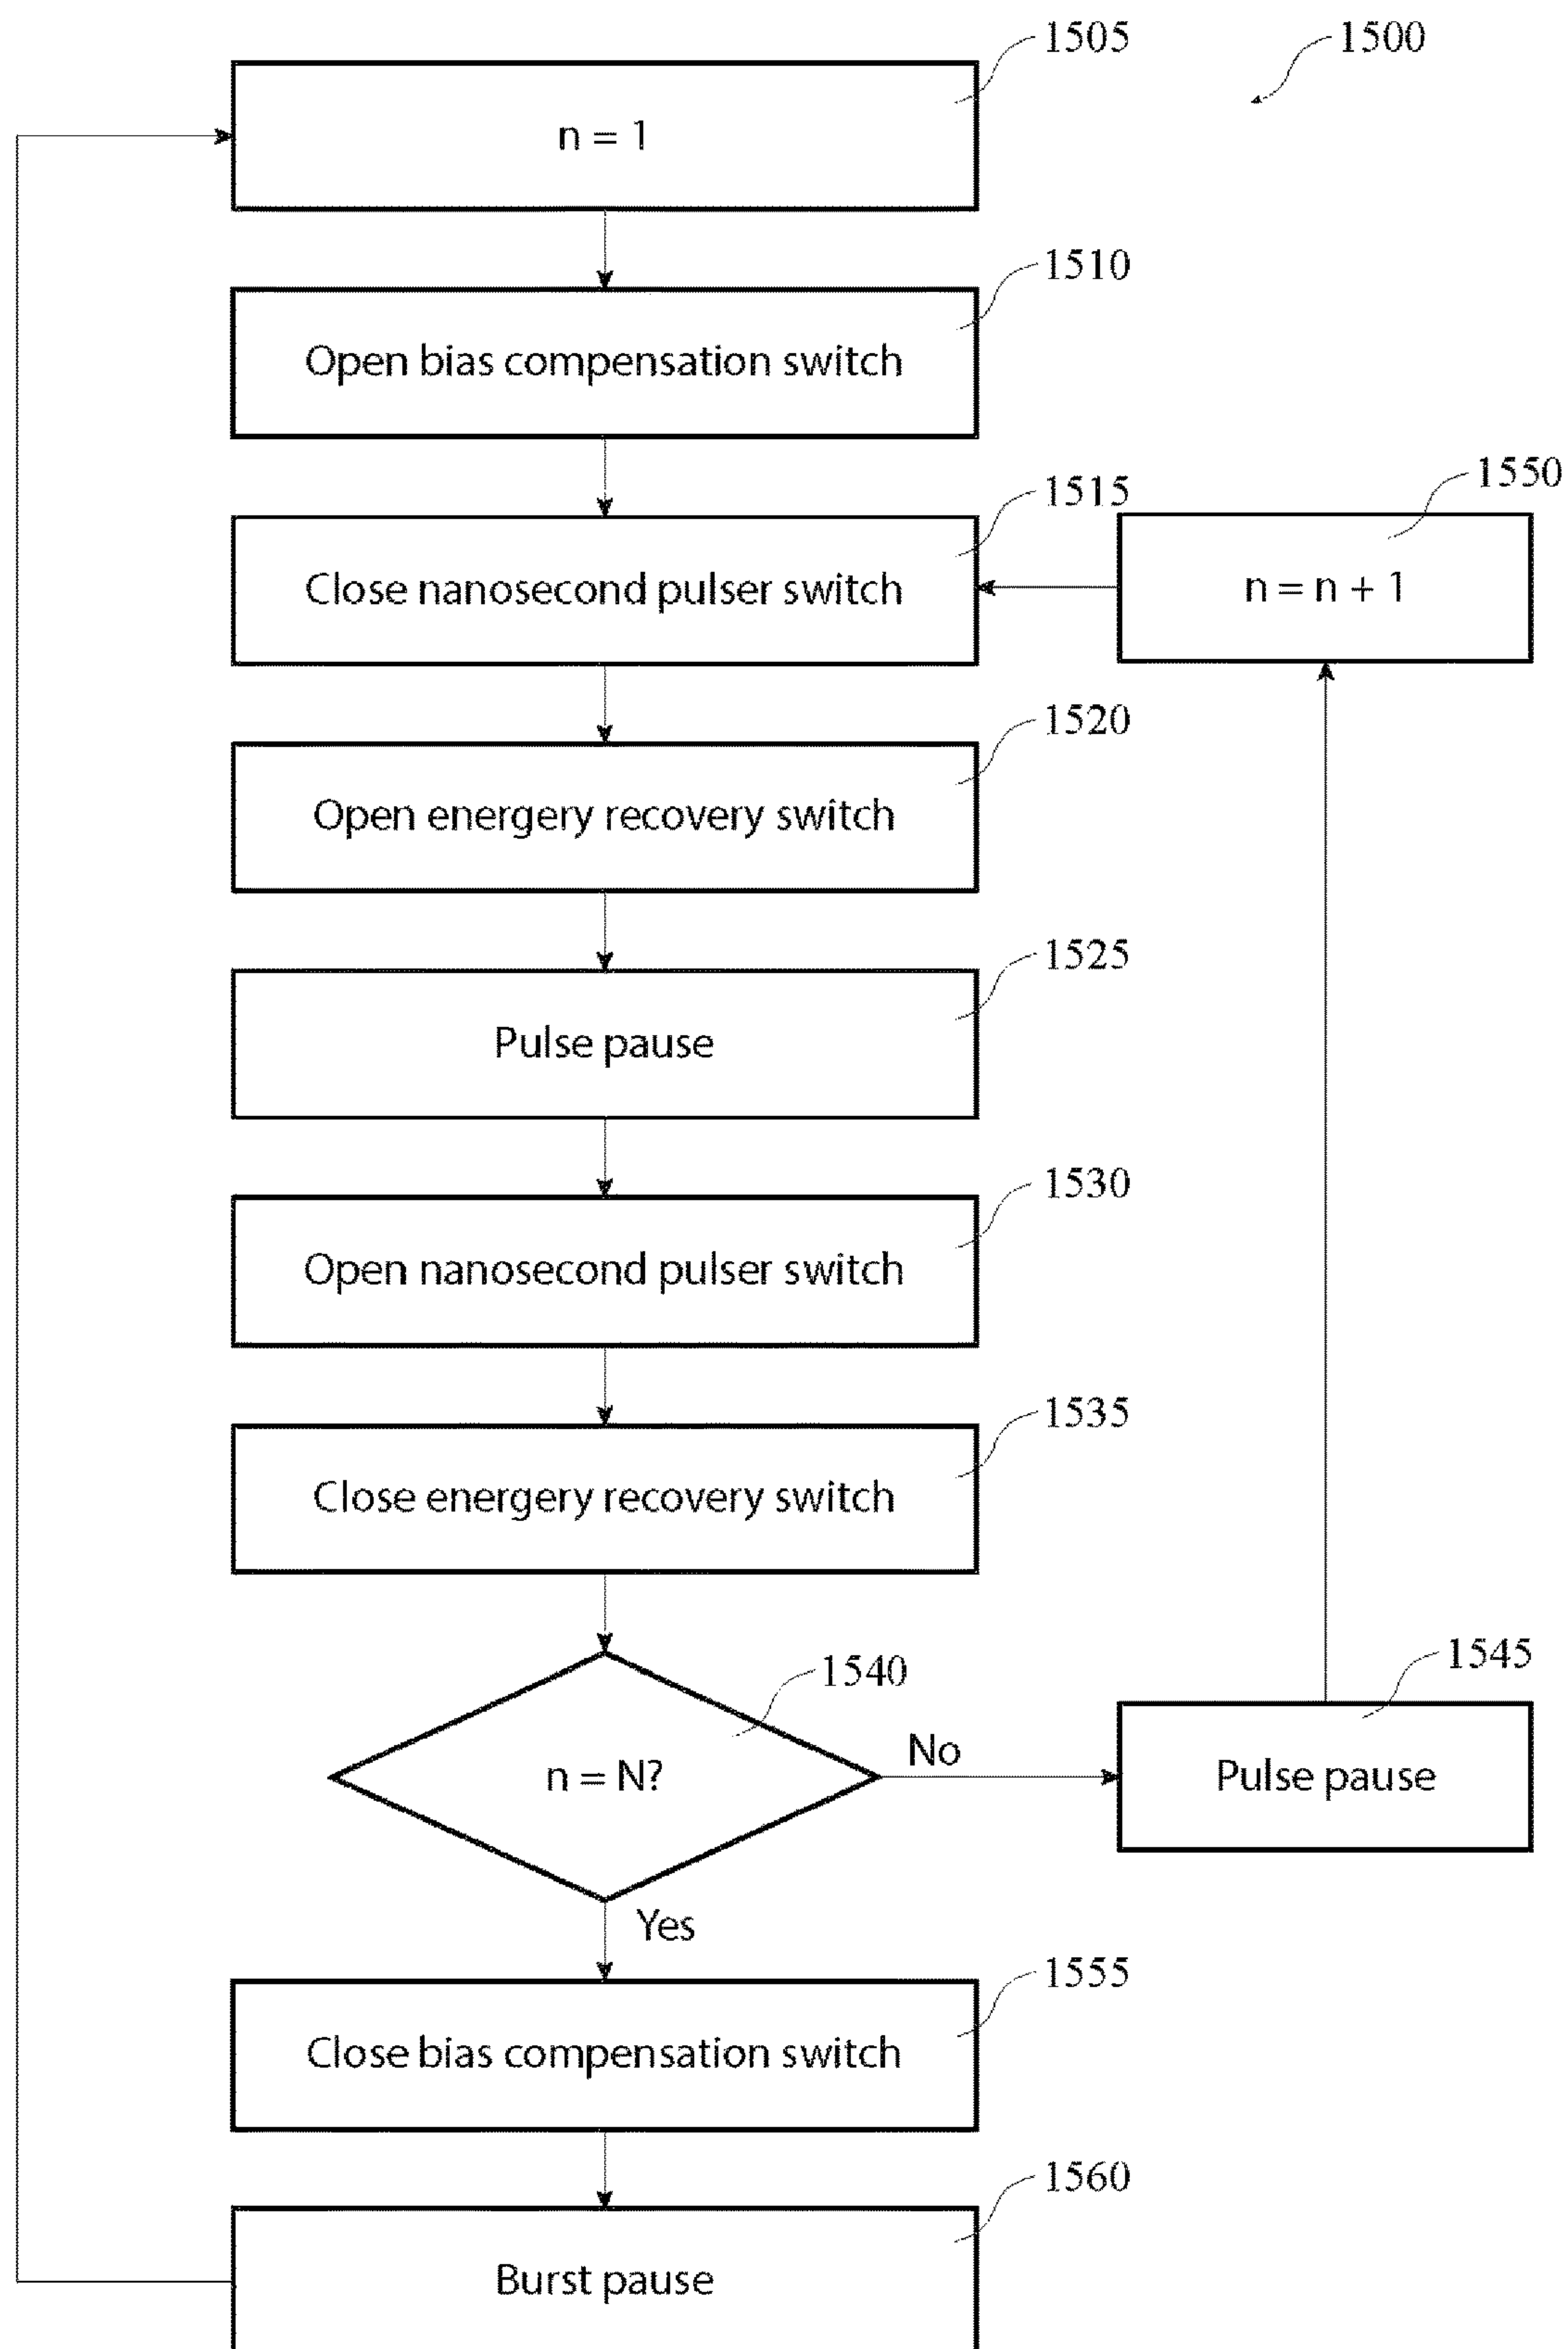 1505
1500
n = 1
1510
Open bias compensation switch
1550
1515
Close nanosecond pulser switch
n = n + 1
1520
Open energery recovery switch
1525
Pulse pause
1530
Open nanosecond pulser switch
1535
Close energery recovery switch
1540
1545
n = N?
No
Pulse pause
Yes
1555
Close bias compensation switch
1560
Burst pause